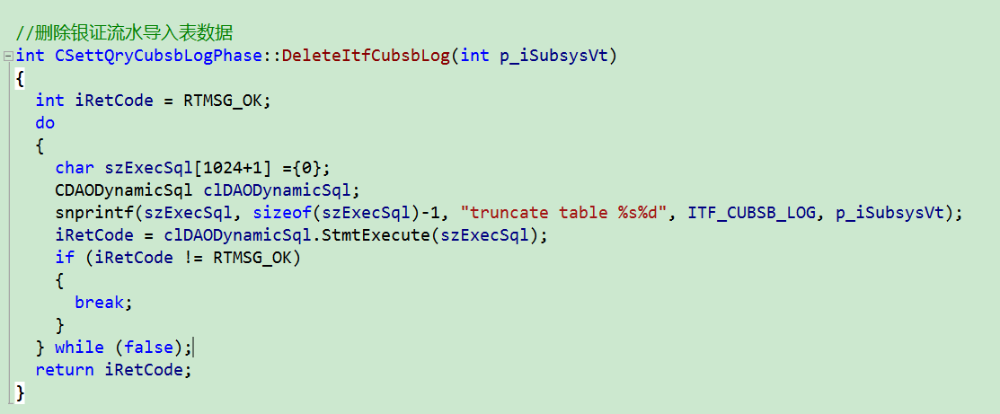 //删除银证流水导入表数据
int CSettQryCubsbLogPhase::DeleteItfCubsbLog(int p_iSubsysVt)
{
  int iRetCode = RTMSG_OK;
  do
  {
    char szExecSql[1024+1] ={0};
    CDAODynamicSql clDAODynamicSql;
    snprintf(szExecSql, sizeof(szExecSql)-1, "truncate table %s%d", ITF_CUBSB_LOG, p_iSubsysVt);
    iRetCode = clDAODynamicSql.StmtExecute(szExecSql);
    if (iRetCode != RTMSG_OK)
    {
      break;
    }
  } while (false);
  return iRetCode;
}